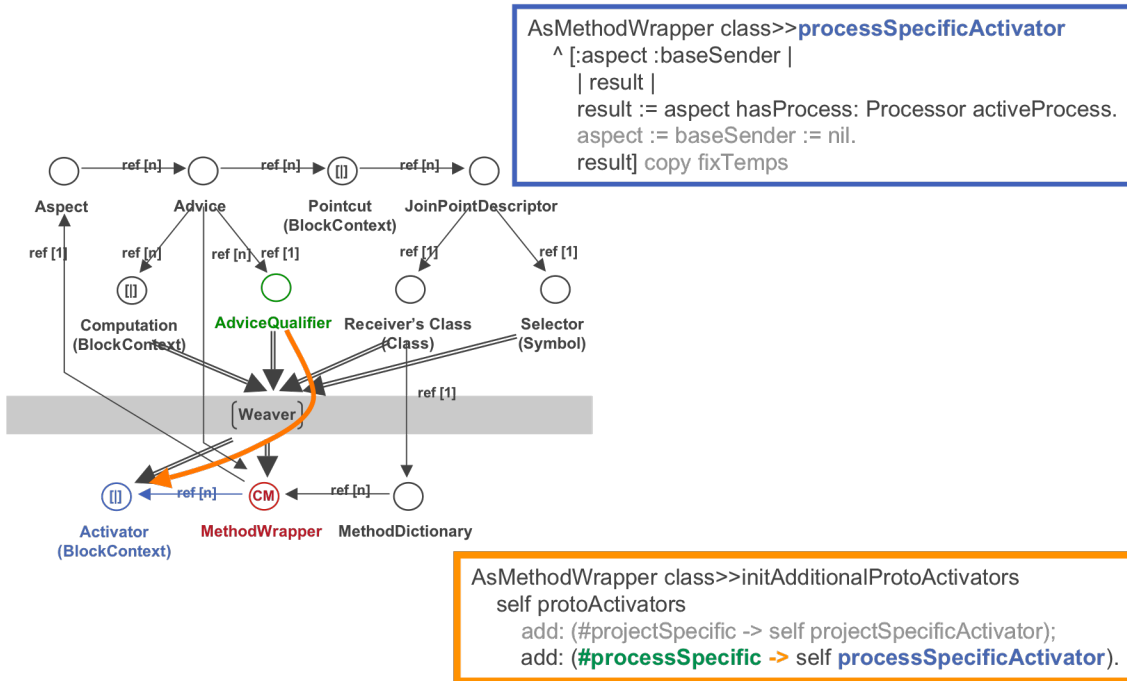 AsMethodWrapper class>>processSpecificActivator
^ [:aspect :baseSender |
| result |
result := aspect hasProcess: Processor activeProcess.
aspect := baseSender := nil.
result] copy fixTemps
ref [n] ref [n] ref [n]
[|]
Aspect Advice Pointcut JoinPointDescriptor
(BlockContext)
ref [1] ref [n] ref [n] ref [1] ref [1] ref [1]
[|]
Computation AdviceQualifier Receiver's Class Selector
(BlockContext) (Class) (Symbol)
ref [1]
Weaver
[|] ref [n] CM ref [n]
Activator MethodWrapper MethodDictionary
(BlockContext)
AsMethodWrapper class>>initAdditionalProtoActivators
self protoActivators
add: (#projectSpecific -> self projectSpecificActivator);
add: (#processSpecific -> self processSpecificActivator).